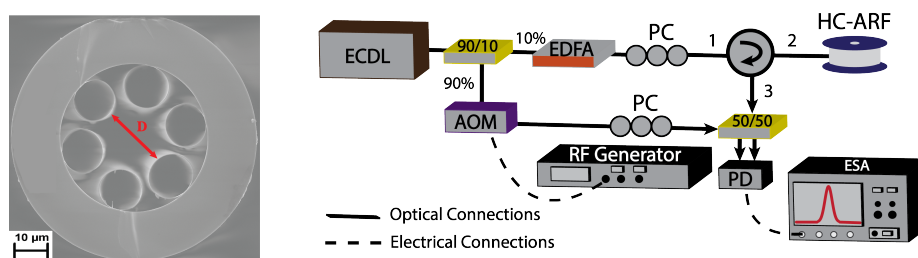 D
10 µm
ECDL
90/10
10%
EDFA
PC
1
2
3
HC-ARF
90%
AOM
PC
50/50
RF Generator
PD
ESA
Optical Connections
Electrical Connections